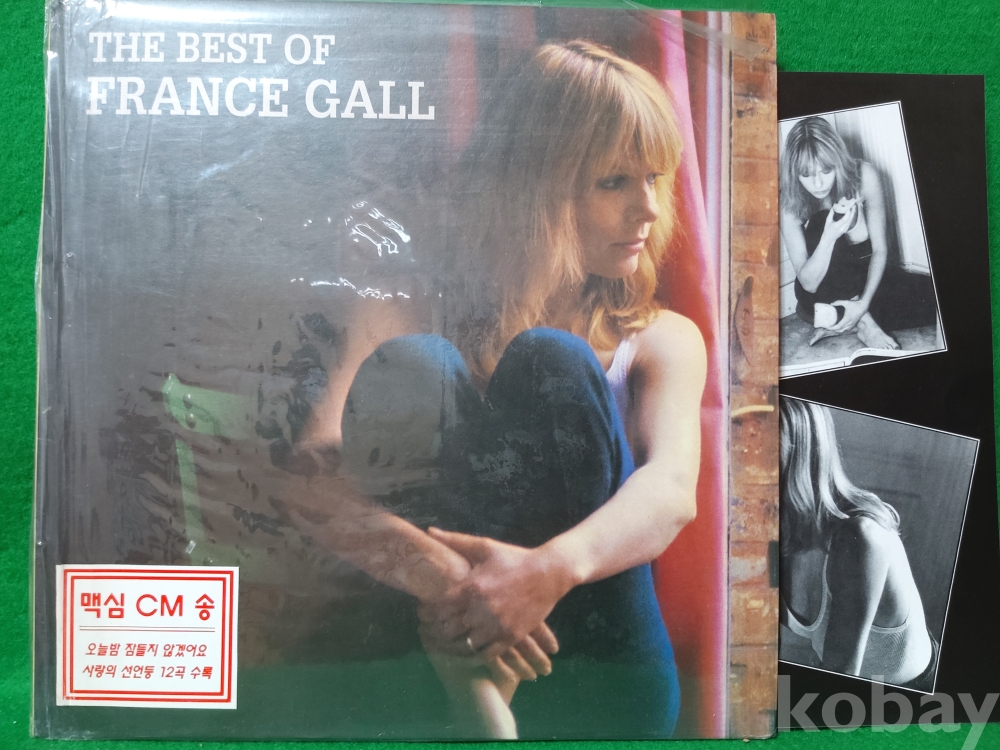 THE BEST OF
FRANCE GALL
맥심 CM 송
오늘밤 잠들지 않겠어요
사랑의 선언등 12곡 수록
kobay